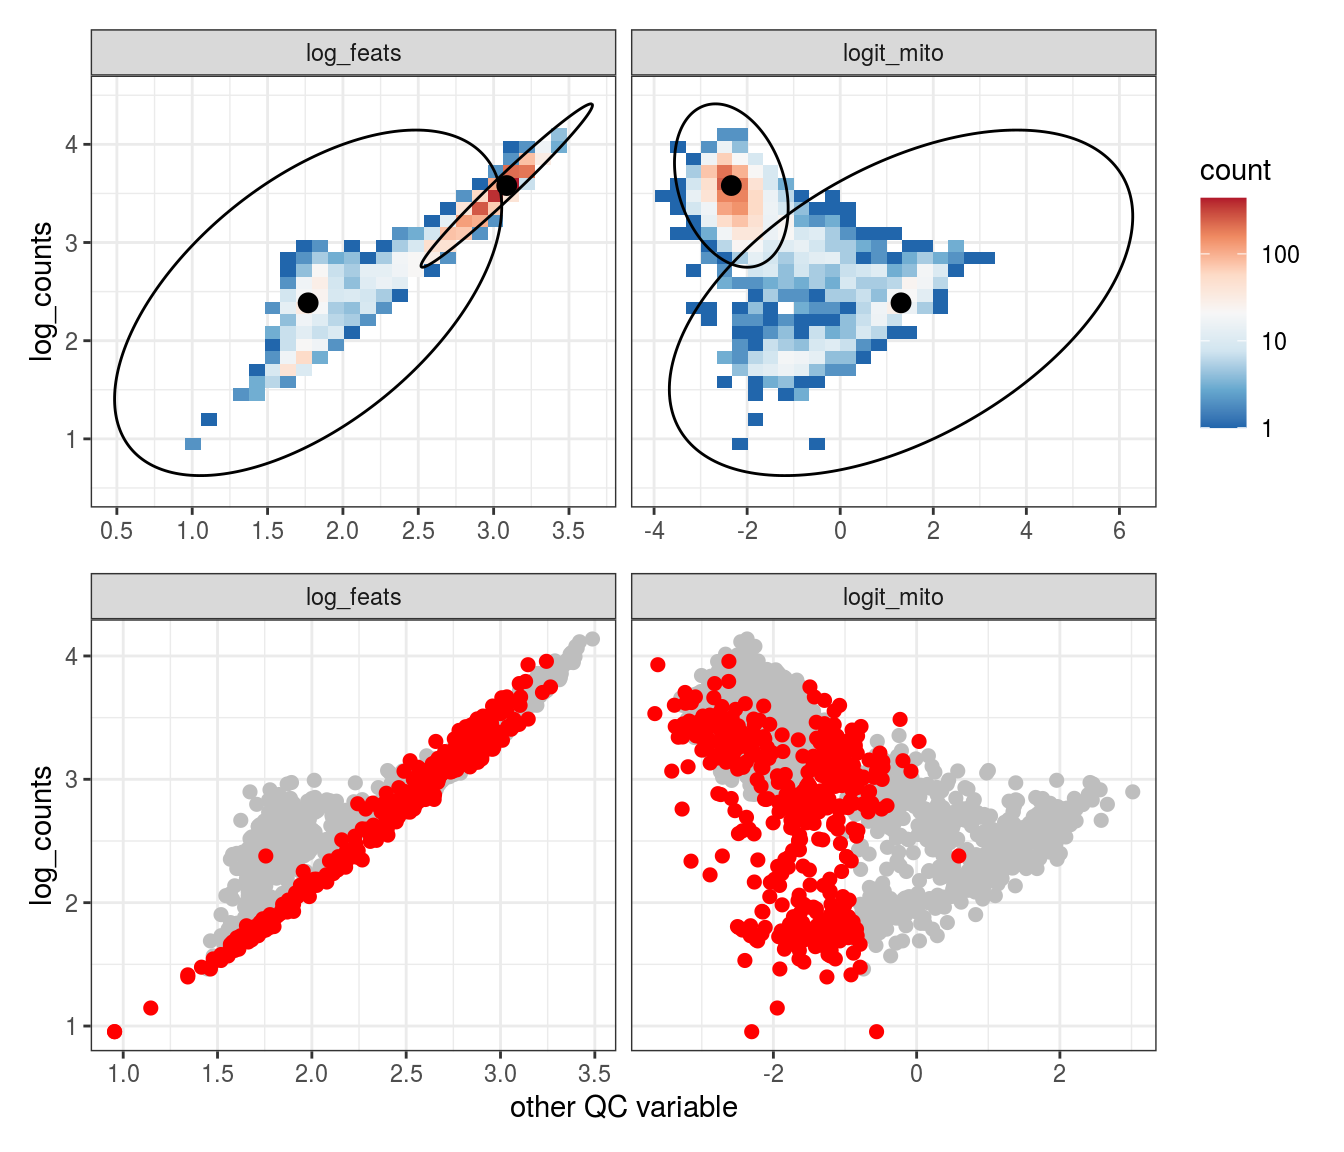 log_feats
logit_mito
4
3
2
1
log_counts
0.5 1.0 1.5 2.0 2.5 3.0 3.5
-4 -2 0 2 4 6
count
100
10
1
log_feats
logit_mito
4
3
2
1
log_counts
1.0 1.5 2.0 2.5 3.0 3.5
-2 0 2
other QC variable